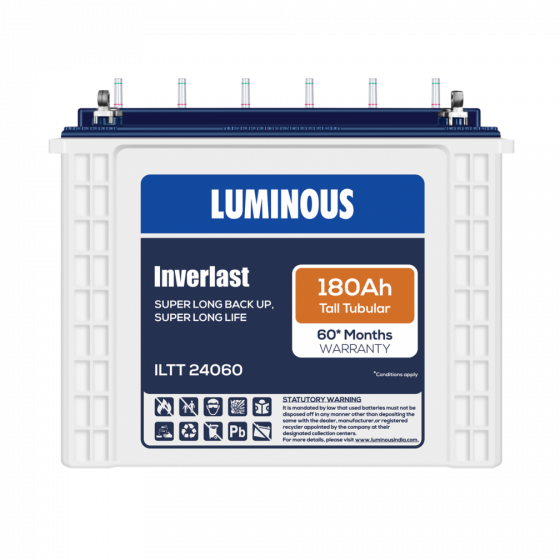 LUMINOUS
Inverlast
SUPER LONG BACK UP,
SUPER LONG LIFE
180Ah
Tall Tubular
60* Months
WARRANTY
ILTT 24060
*Conditions apply
STATUTORY WARNING
It is mandated by law that used batteries must not be
disposed off in any manner other than depositing the
same with the dealer, manufacturer,or registered
recycler appointed by the company at their
designated collection centers.
For more details, please visit www.luminousindia.com.
Pb